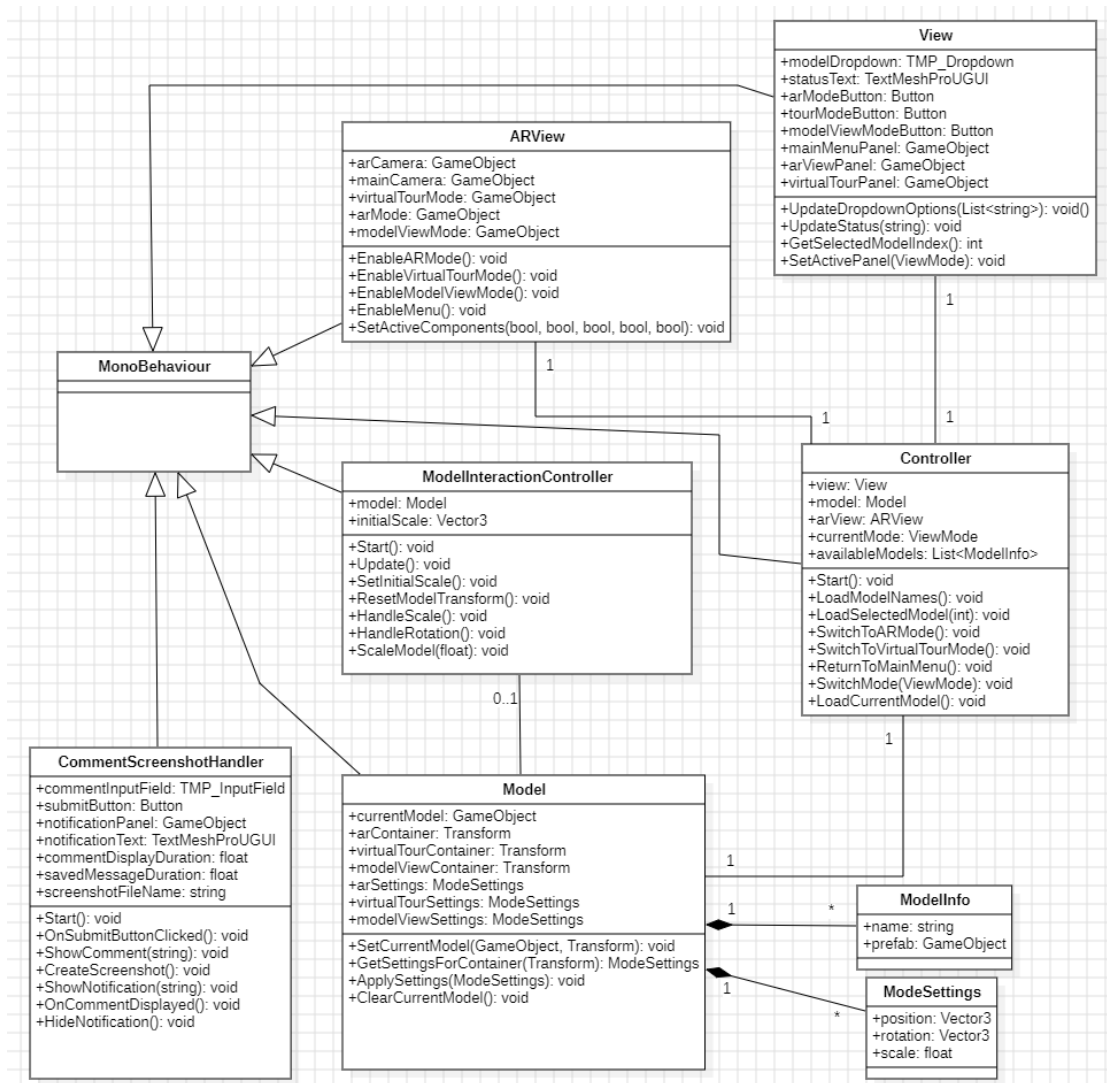 View
+modelDropdown: TMP_Dropdown
+statusText: TextMeshProUGUI
+arModeButton: Button
+tourModeButton: Button
+modelViewModeButton: Button
+mainMenuPanel: GameObject
+arViewPanel: GameObject
+virtualTourPanel: GameObject
+UpdateDropdownOptions(List<string>): void()
+UpdateStatus(string): void
+GetSelectedModelIndex(): int
+SetActivePanel(ViewMode): void
ARView
+arCamera: GameObject
+mainCamera: GameObject
+virtualTourMode: GameObject
+arMode: GameObject
+modelViewMode: GameObject
+EnableARMode(): void
+EnableVirtualTourMode(): void
+EnableModelViewMode(): void
+EnableMenu(): void
+SetActiveComponents(bool, bool, bool, bool, bool): void
1
1
1
1
MonoBehaviour
Controller
+view: View
+model: Model
+arView: ARView
+currentMode: ViewMode
+availableModels: List<ModelInfo>
+Start(): void
+LoadModelNames(): void
+LoadSelectedModel(int): void
+SwitchToARMode(): void
+SwitchToVirtualTourMode(): void
+ReturnToMainMenu(): void
+SwitchMode(ViewMode): void
+LoadCurrentModel(): void
ModelInteractionController
+model: Model
+initialScale: Vector3
+Start(): void
+Update(): void
+SetInitialScale(): void
+ResetModelTransform(): void
+HandleScale(): void
+HandleRotation(): void
+ScaleModel(float): void
0..1
1
CommentScreenshotHandler
+commentInputField: TMP_InputField
+submitButton: Button
+notificationPanel: GameObject
+notificationText: TextMeshProUGUI
+commentDisplayDuration: float
+savedMessageDuration: float
+screenshotFileName: string
+Start(): void
+OnSubmitButtonClicked(): void
+ShowComment(string): void
+CreateScreenshot(): void
+ShowNotification(string): void
+OnCommentDisplayed(): void
+HideNotification(): void
Model
+currentModel: GameObject
+arContainer: Transform
+virtualTourContainer: Transform
+modelViewContainer: Transform
+arSettings: ModeSettings
+virtualTourSettings: ModeSettings
+modelViewSettings: ModeSettings
+SetCurrentModel(GameObject, Transform): void
+GetSettingsForContainer(Transform): ModeSettings
+ApplySettings(ModeSettings): void
+ClearCurrentModel(): void
1
1
*
1
*
ModelInfo
+name: string
+prefab: GameObject
ModeSettings
+position: Vector3
+rotation: Vector3
+scale: float